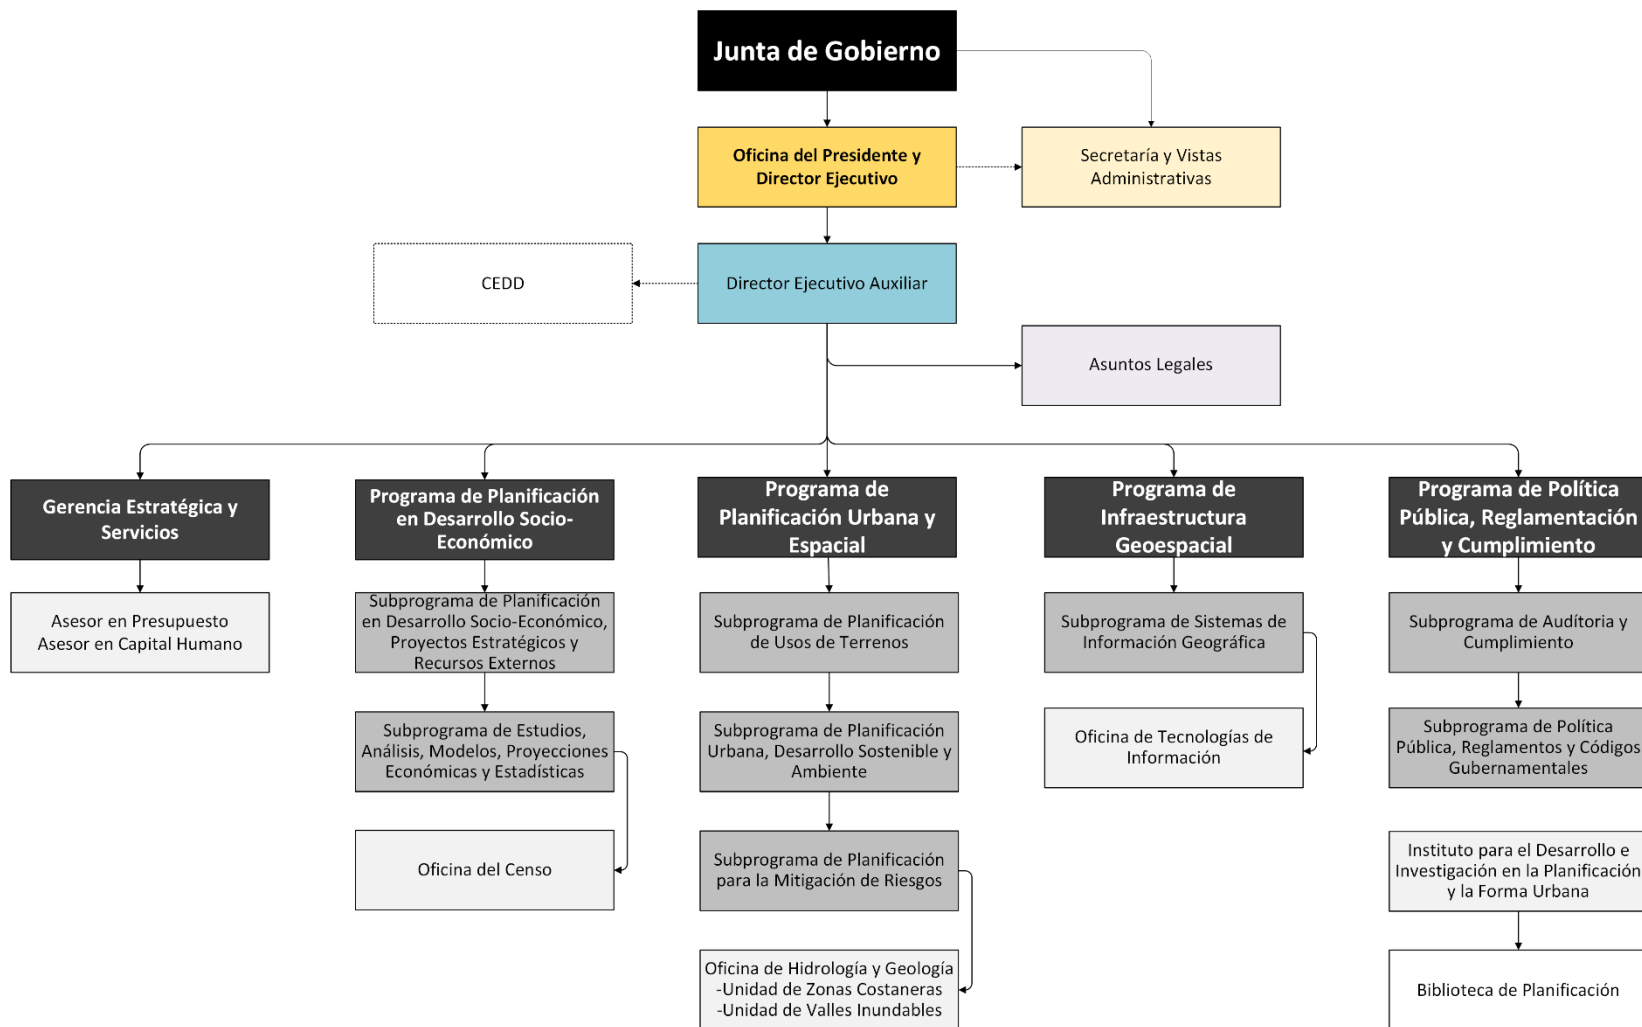 Junta de Gobierno
Oficina del Presidente y
Director Ejecutivo
Secretaría y Vistas
Administrativas
CEDD
Director Ejecutivo Auxiliar
Asuntos Legales
Gerencia Estratégica y
Servicios
Programa de Planificación
en Desarrollo Socio-
Económico
Programa de
Planificación Urbana y
Espacial
Programa de
Infraestructura
Geoespacial
Programa de Política
Pública, Reglamentación
y Cumplimiento
Asesor en Presupuesto
Asesor en Capital Humano
Subprograma de Planificación
en Desarrollo Socio-Económico,
Proyectos Estratégicos y
Recursos Externos
Subprograma de Planificación
de Usos de Terrenos
Subprograma de Sistemas de
Información Geográfica
Subprograma de Audítoria y
Cumplimiento
Subprograma de Estudios,
Análisis, Modelos, Proyecciones
Económicas y Estadísticas
Subprograma de Planificación
Urbana, Desarrollo Sostenible y
Ambiente
Oficina de Tecnologías de
Información
Subprograma de Política
Pública, Reglamentos y Códigos
Gubernamentales
Oficina del Censo
Subprograma de Planificación
para la Mitigación de Riesgos
Instituto para el Desarrollo e
Investigación en la Planificación
y la Forma Urbana
Oficina de Hidrología y Geología
-Unidad de Zonas Costaneras
-Unidad de Valles Inundables
Biblioteca de Planificación